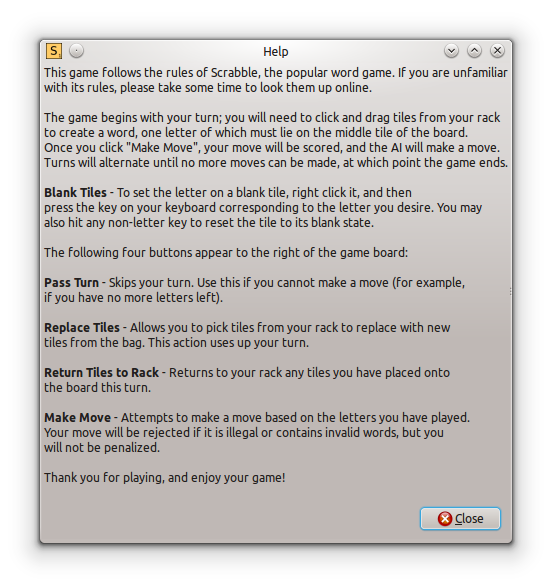 S1 Help
This game follows the rules of Scrabble, the popular word game. If you are unfamiliar
with its rules, please take some time to look them up online.
The game begins with your turn; you will need to click and drag tiles from your rack
to create a word, one letter of which must lie on the middle tile of the board.
Once you click "Make Move", your move will be scored, and the AI will make a move.
Turns will alternate until no more moves can be made, at which point the game ends.
Blank Tiles - To set the letter on a blank tile, right click it, and then
press the key on your keyboard corresponding to the letter you desire. You may
also hit any non-letter key to reset the tile to its blank state.
The following four buttons appear to the right of the game board:
Pass Turn - Skips your turn. Use this if you cannot make a move (for example,
if you have no more letters left).
Replace Tiles - Allows you to pick tiles from your rack to replace with new
tiles from the bag. This action uses up your turn.
Return Tiles to Rack - Returns to your rack any tiles you have placed onto
the board this turn.
Make Move - Attempts to make a move based on the letters you have played.
Your move will be rejected if it is illegal or contains invalid words, but you
will not be penalized.
Thank you for playing, and enjoy your game!
Close